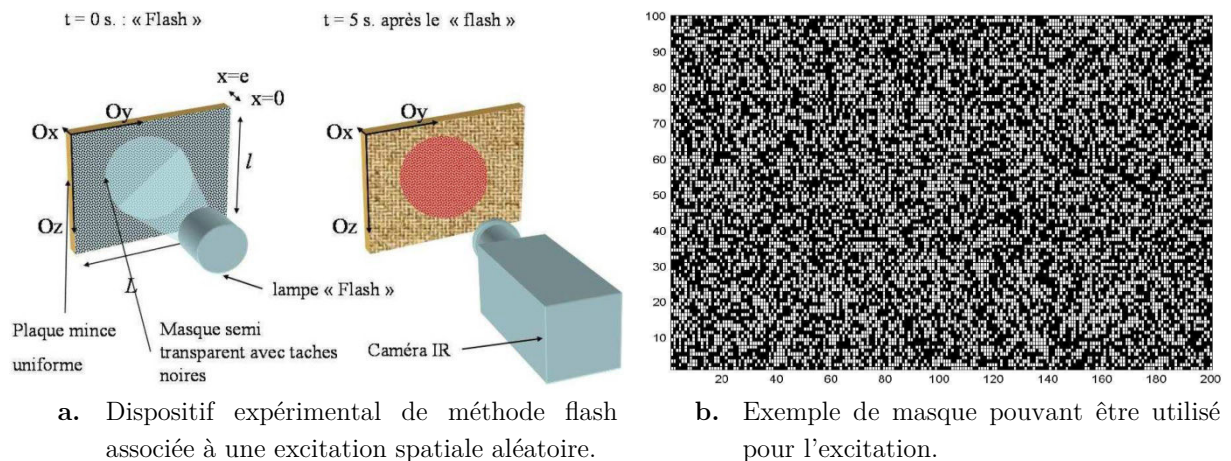 t = 0 s. : « Flash »
t = 5 s. après le « flash »
x=e
x=0
Oy
Ox
l
Oz
L
lampe « Flash »
Plaque mince
uniforme
Masque semi
transparent avec taches
noires
Oy
Ox
Oz
Caméra IR
100
90
80
70
60
50
40
30
20
10
20
40
60
80
100
120
140
160
180
200
a. Dispositif expérimental de méthode flash
associée à une excitation spatiale aléatoire.
b. Exemple de masque pouvant être utilisé
pour l'excitation.